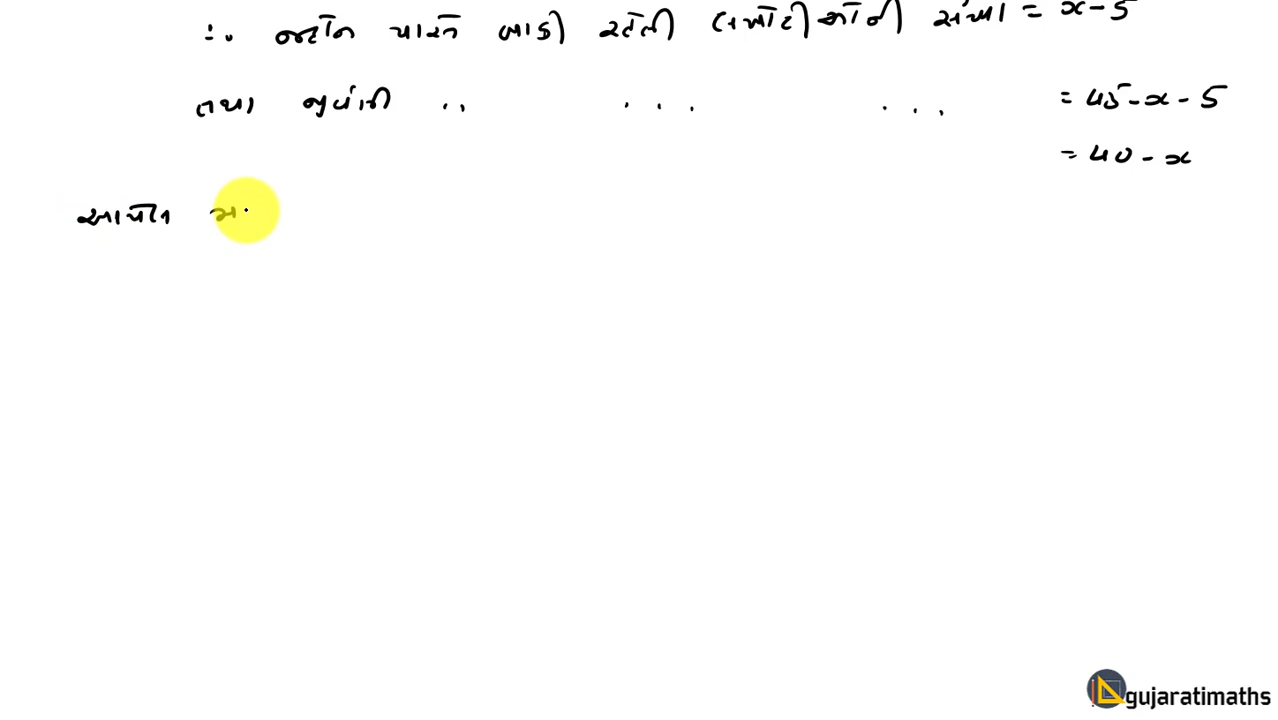 ∴ જ્હોન પાસે બાકી રહેલી લખોટીઓની સંખ્યા = x - 5
તથા જીવંતી .. ... ... = 45 - x - 5
= 40 - x
આપેલ
gujaratimaths